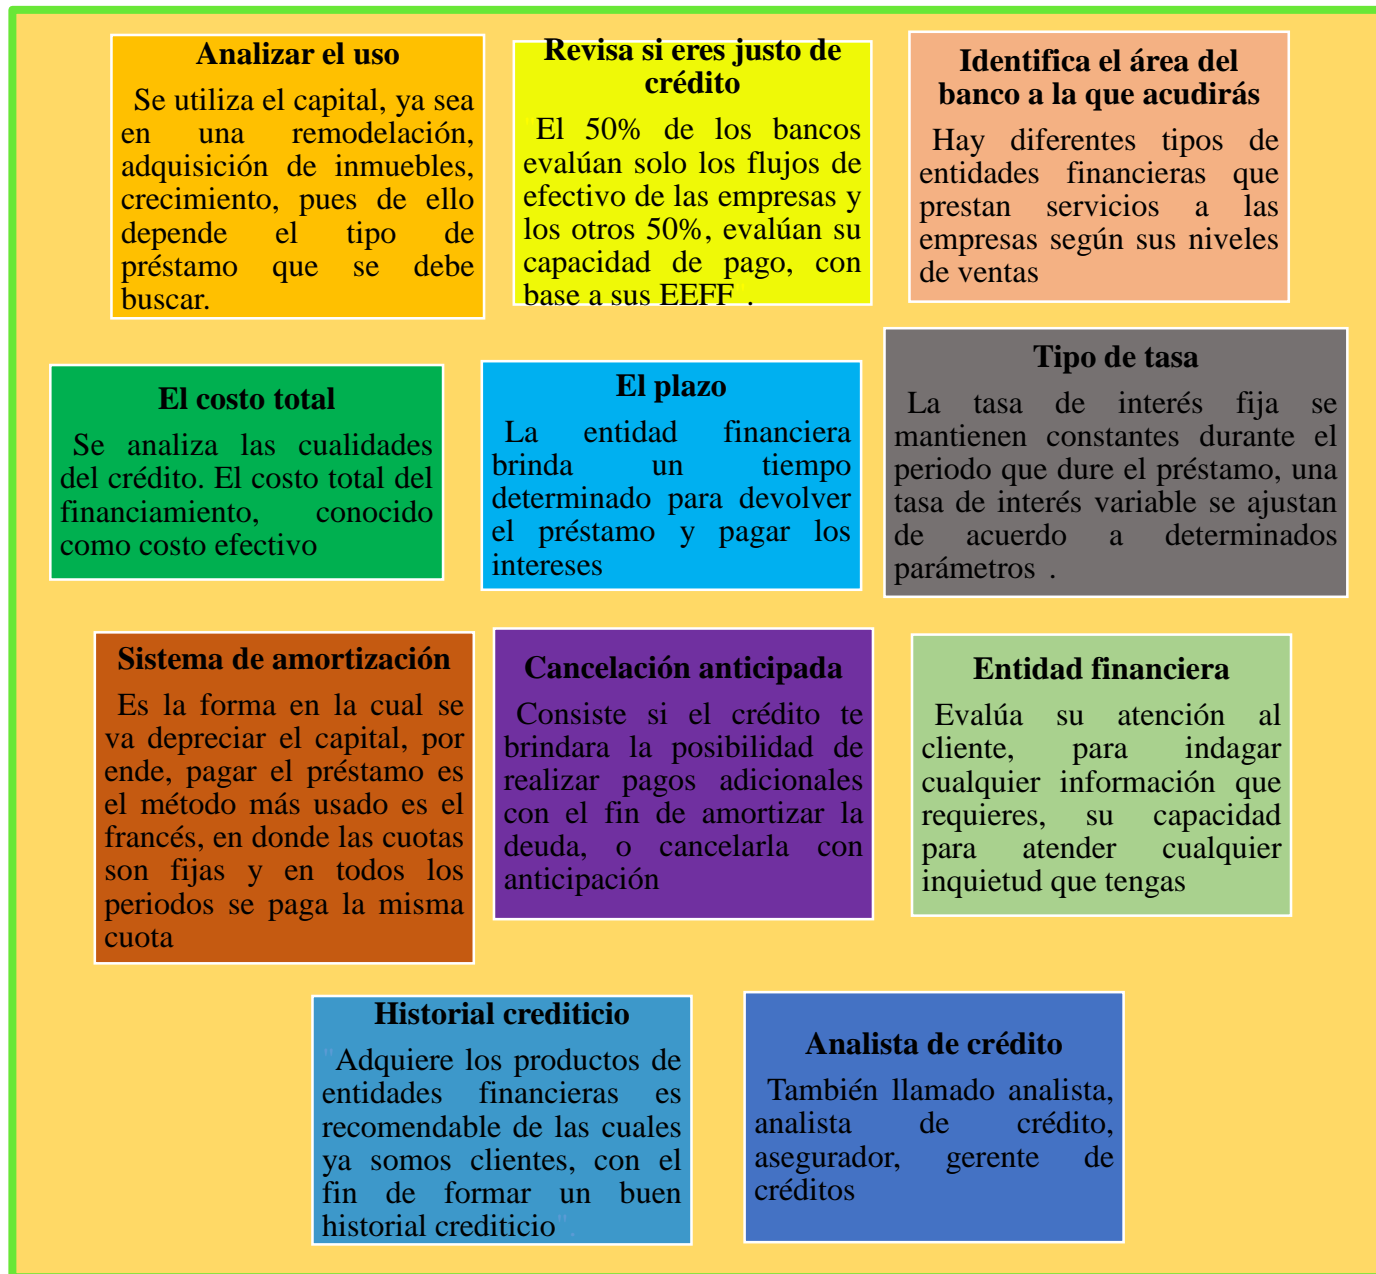 Analizar el uso
Se utiliza el capital, ya sea
en una remodelación,
adquisición de inmuebles,
crecimiento, pues de ello
depende el tipo de
préstamo que se debe
buscar.
Revisa si eres justo de
crédito
El 50% de los bancos
evalúan solo los flujos de
efectivo de las empresas y
los otros 50%, evalúan su
capacidad de pago, con
base a sus EEFF .
Identifica el área del
banco a la que acudirás
Hay diferentes tipos de
entidades financieras que
prestan servicios a las
empresas según sus niveles
de ventas
El costo total
Se analiza las cualidades
del crédito. El costo total del
financiamiento, conocido
como costo efectivo
El plazo
La entidad financiera
brinda un tiempo
determinado para devolver
el préstamo y pagar los
intereses
Tipo de tasa
La tasa de interés fija se
mantienen constantes durante el
periodo que dure el préstamo, una
tasa de interés variable se ajustan
de acuerdo a determinados
parámetros .
Sistema de amortización
Es la forma en la cual se
va depreciar el capital, por
ende, pagar el préstamo es
el método más usado es el
francés, en donde las cuotas
son fijas y en todos los
periodos se paga la misma
cuota
Cancelación anticipada
Consiste si el crédito te
brindara la posibilidad de
realizar pagos adicionales
con el fin de amortizar la
deuda, o cancelarla con
anticipación
Entidad financiera
Evalúa su atención al
cliente, para indagar
cualquier información que
requieres, su capacidad
para atender cualquier
inquietud que tengas
Historial crediticio
"Adquiere los productos de
entidades financieras es
recomendable de las cuales
ya somos clientes, con el
fin de formar un buen
historial crediticio".
Analista de crédito
También llamado analista,
analista de crédito,
asegurador, gerente de
créditos